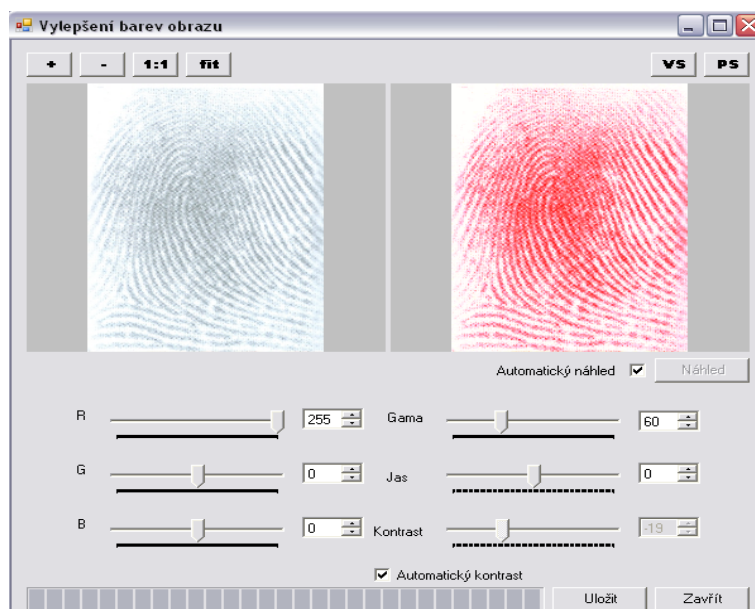 Vylepšení barev obrazu
+ - 1:1 fit VS PS
Automatický náhled Náhled
R 255 Gama 60
G 0 Jas 0
B 0 Kontrast -19
Automatický kontrast
Uložit Zavřít